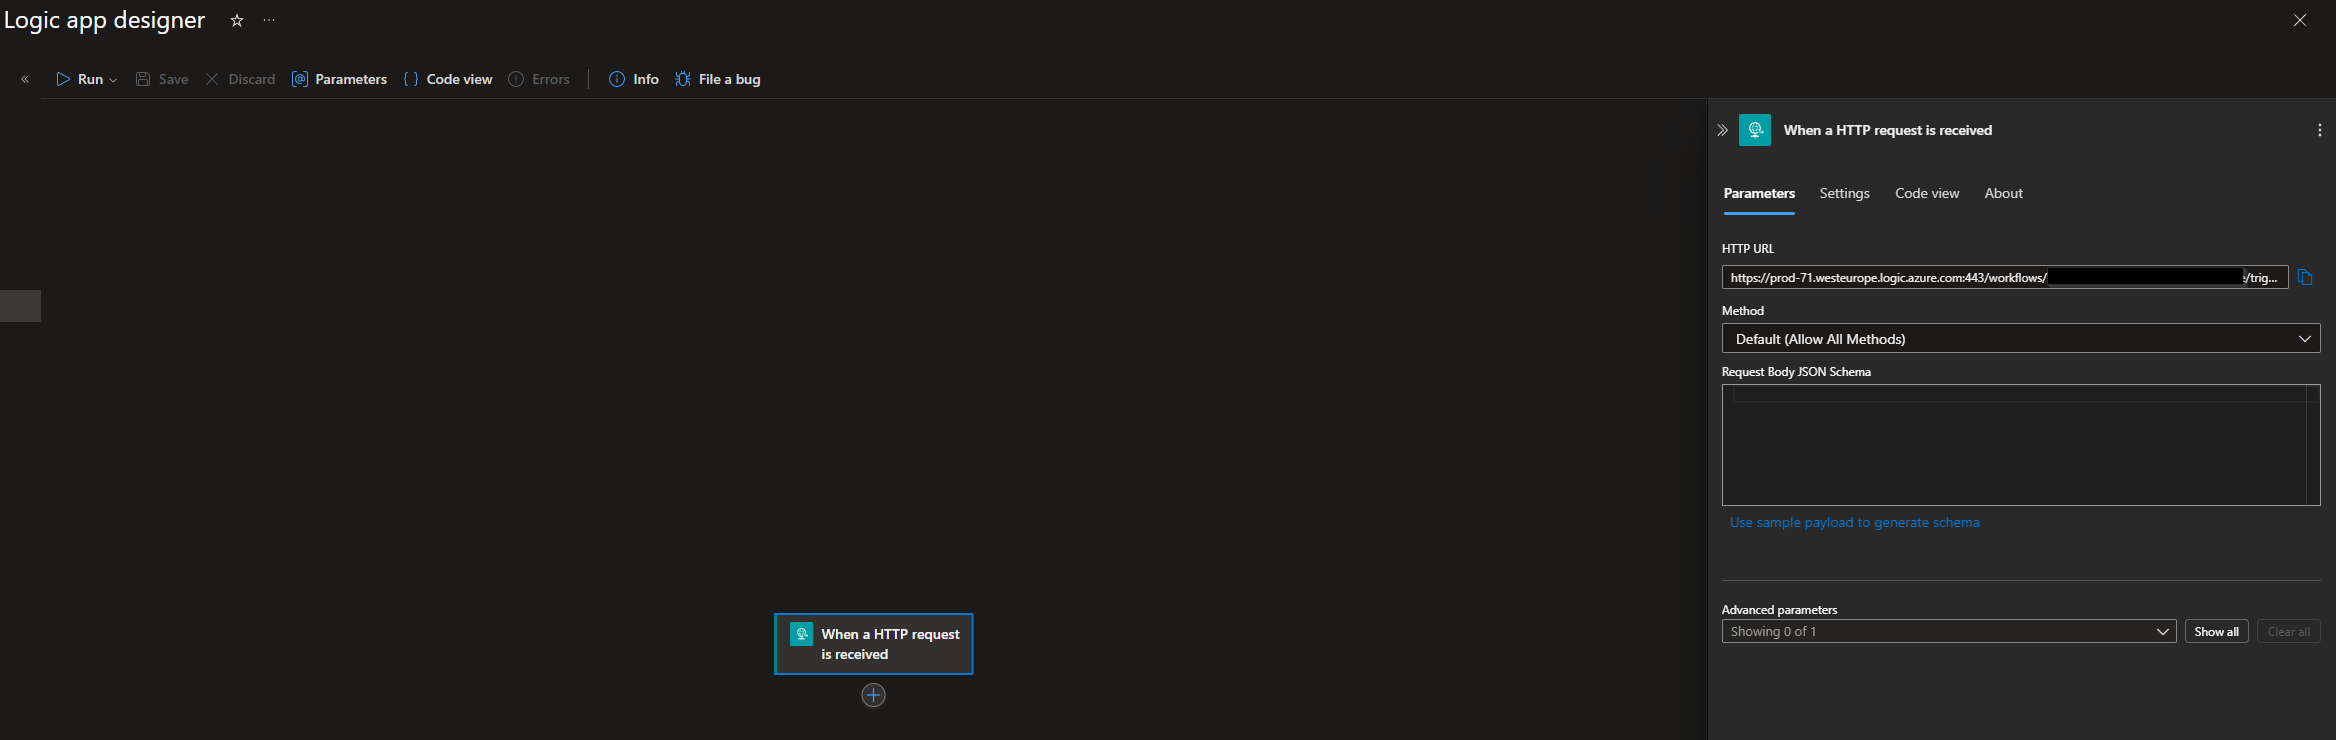 Logic app designer
Run
Save
Discard
Parameters
Code view
Errors
Info
File a bug
When a HTTP request is received
Parameters
Settings
Code view
About
HTTP URL
https://prod-71.westeurope.logic.azure.com:443/workflows/ /trig...
Method
Default (Allow All Methods)
Request Body JSON Schema
Use sample payload to generate schema
Advanced parameters
Showing 0 of 1
Show all
Clear all
When a HTTP request
is received